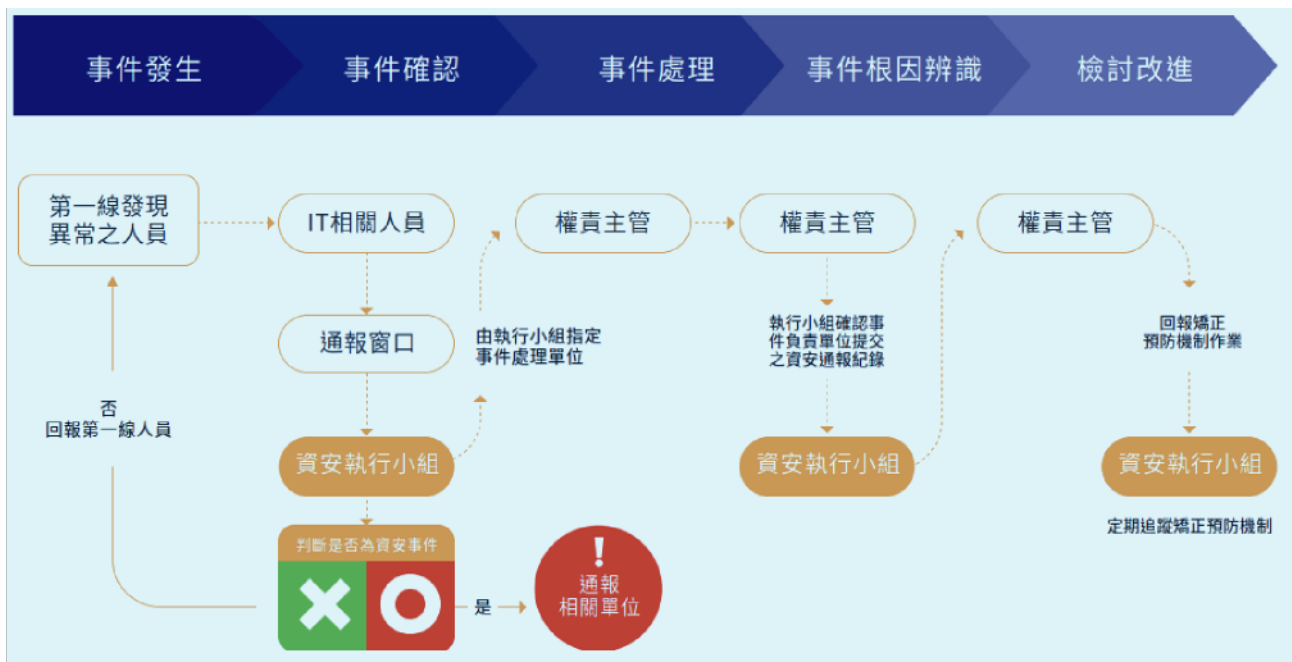 事件發生
事件確認
事件處理
事件根因辨識
檢討改進
第一線發現
異常之人員
IT相關人員
權責主管
權責主管
權責主管
通報窗口
由執行小組指定
事件處理單位
執行小組確認事
件負責單位提交
之資安通報紀錄
回報矯正
預防機制作業
否
回報第一線人員
資安執行小組
資安執行小組
資安執行小組
定期追蹤矯正預防機制
判斷是否為資安事件
是
!
通報
相關單位